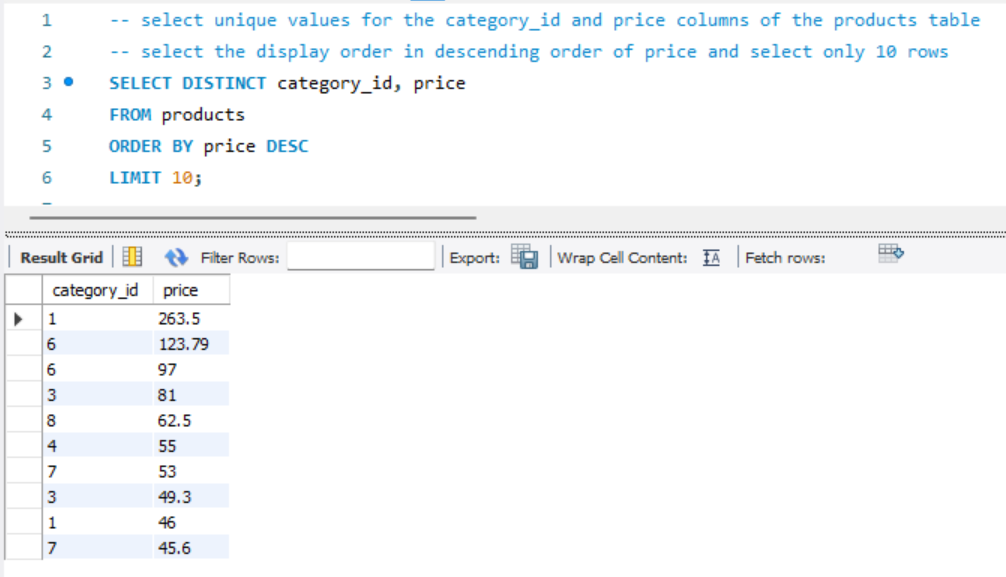 1 -- select unique values for the category_id and price columns of the products table
2 -- select the display order in descending order of price and select only 10 rows
3 SELECT DISTINCT category_id, price
4 FROM products
5 ORDER BY price DESC
6 LIMIT 10;
Result Grid Filter Rows: Export: Wrap Cell Content: IA Fetch rows:
category_id price
1 263.5
6 123.79
6 97
3 81
8 62.5
4 55
7 53
3 49.3
1 46
7 45.6